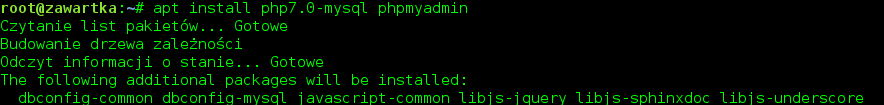 root@zawartka:~# apt install php7.0-mysql phpmyadmin
Czytanie list pakietów... Gotowe
Budowanie drzewa zależności
Odczyt informacji o stanie... Gotowe
The following additional packages will be installed:
  dbconfig-common dbconfig-mysql javascript-common libjs-jquery libjs-sphinxdoc libjs-underscore